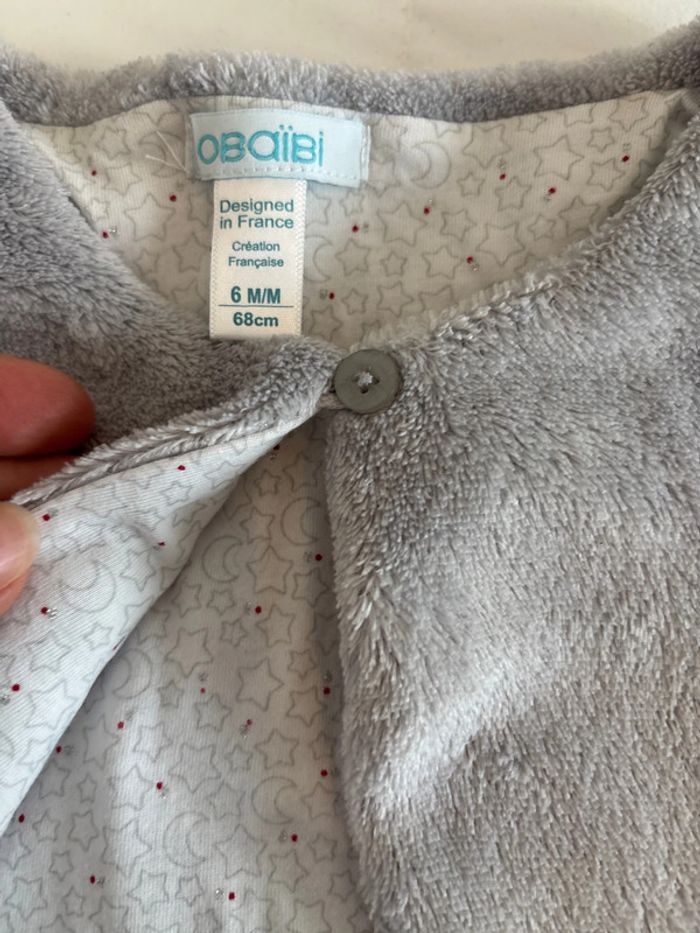 OBaïBi
Designed
in France
Création
Française
6 M/M
68cm